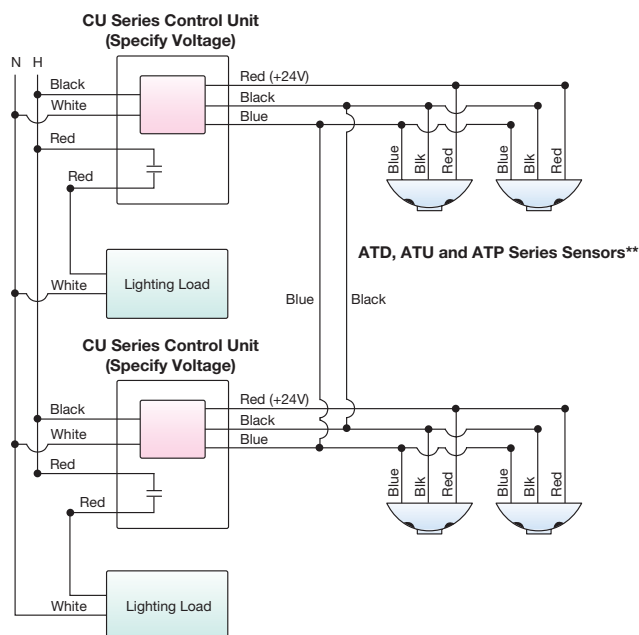 CU Series Control Unit
(Specify Voltage)
N H
Black
White
Red
Red
Red (+24V)
Black
Blue
Blue
Blk
Red
Blue
Blk
Red
ATD, ATU and ATP Series Sensors**
Lighting Load
White
Blue
Black
CU Series Control Unit
(Specify Voltage)
Black
White
Red
Red
Red (+24V)
Black
Blue
Blue
Blk
Red
Blue
Blk
Red
Lighting Load
White